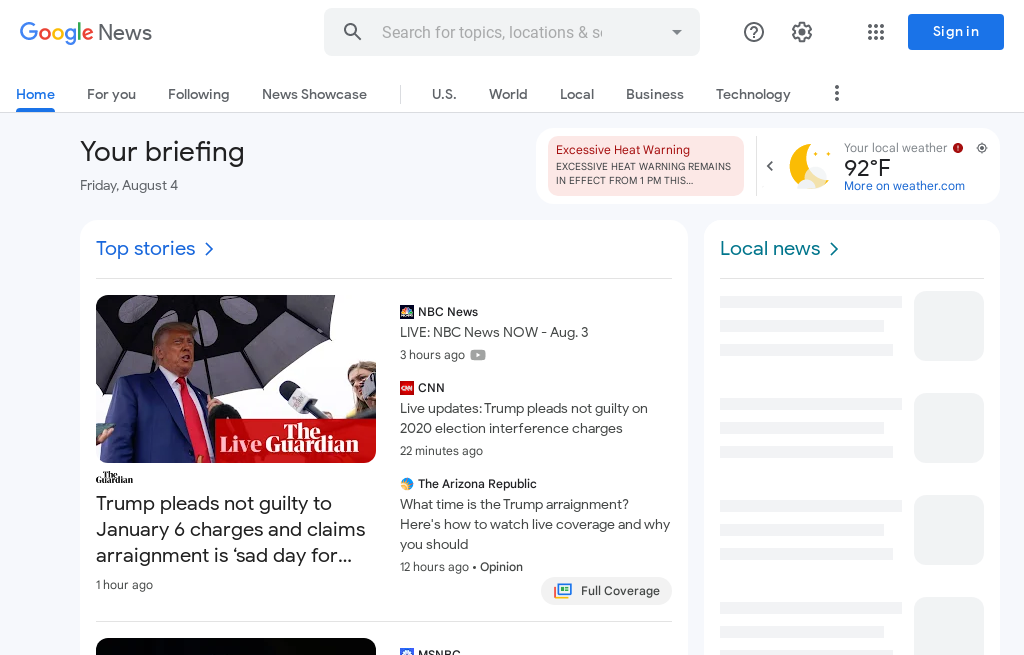 Google News
Search for topics, locations & so
Sign in
Home
For you
Following
News Showcase
U.S.
World
Local
Business
Technology
Your briefing
Friday, August 4
Excessive Heat Warning
EXCESSIVE HEAT WARNING REMAINS
IN EFFECT FROM 1 PM THIS...
Your local weather
92°F
More on weather.com
Top stories
Live The Guardian
The Guardian
Trump pleads not guilty to
January 6 charges and claims
arraignment is ‘sad day for...
1 hour ago
NBC News
LIVE: NBC News NOW - Aug. 3
3 hours ago
CNN
CNN
Live updates: Trump pleads not guilty on
2020 election interference charges
22 minutes ago
The Arizona Republic
What time is the Trump arraignment?
Here's how to watch live coverage and why
you should
12 hours ago • Opinion
Full Coverage
MSNBC
Local news